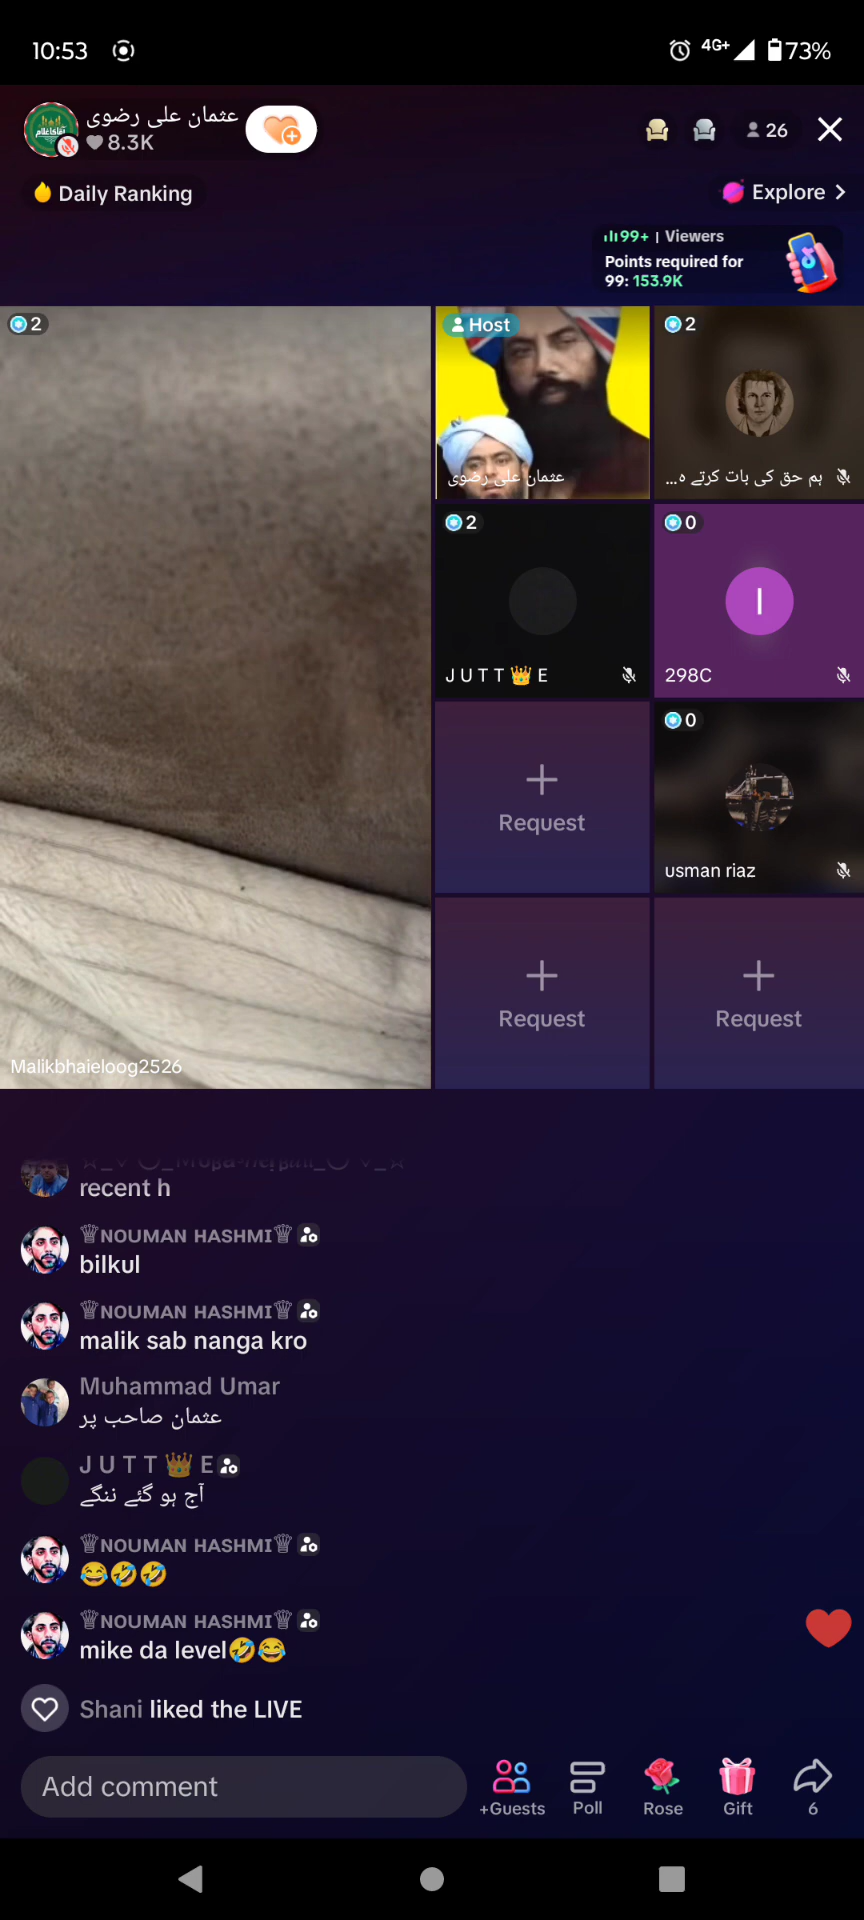 10:53
4G+
73%
عثمان علی رضوی
8.3K
26
Daily Ranking
Explore
99+ | Viewers
Points required for
99: 153.9K
2
Host
عثمان علی رضوی
2
ہم حق کی بات کرتے ہ...
2
J U T T 👑 E
0
I
298C
Request
0
usman riaz
Request
Request
Malikbhaieloog2526
recent h
♕NOUMAN HASHMI♕
bilkul
♕NOUMAN HASHMI♕
malik sab nanga kro
Muhammad Umar
عثمان صاحب پر
J U T T 👑 E
آج ہو گئے ننگے
♕NOUMAN HASHMI♕
😂🤣🤣
♕NOUMAN HASHMI♕
mike da level🤣😂
Shani liked the LIVE
Add comment
+Guests
Poll
Rose
Gift
6